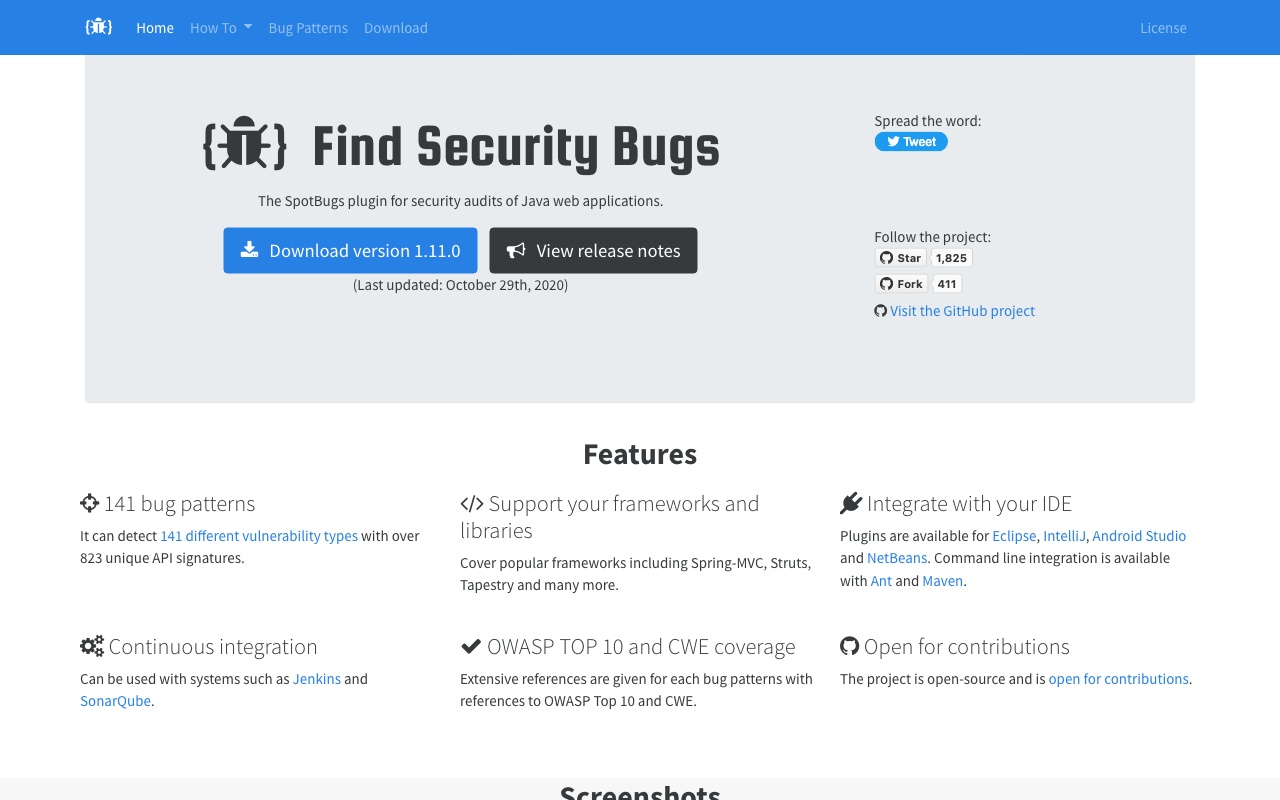 Home
How To
Bug Patterns
Download
License
Find Security Bugs
The SpotBugs plugin for security audits of Java web applications.
Download version 1.11.0
View release notes
(Last updated: October 29th, 2020)
Spread the word:
Tweet
Follow the project:
Star 1,825
Fork 411
Visit the GitHub project
Features
141 bug patterns
It can detect 141 different vulnerability types with over
823 unique API signatures.
Support your frameworks and
libraries
Cover popular frameworks including Spring-MVC, Struts,
Tapestry and many more.
Integrate with your IDE
Plugins are available for Eclipse, IntelliJ, Android Studio
and NetBeans. Command line integration is available
with Ant and Maven.
Continuous integration
Can be used with systems such as Jenkins and
SonarQube.
OWASP TOP 10 and CWE coverage
Extensive references are given for each bug patterns with
references to OWASP Top 10 and CWE.
Open for contributions
The project is open-source and is open for contributions.
Screenshots